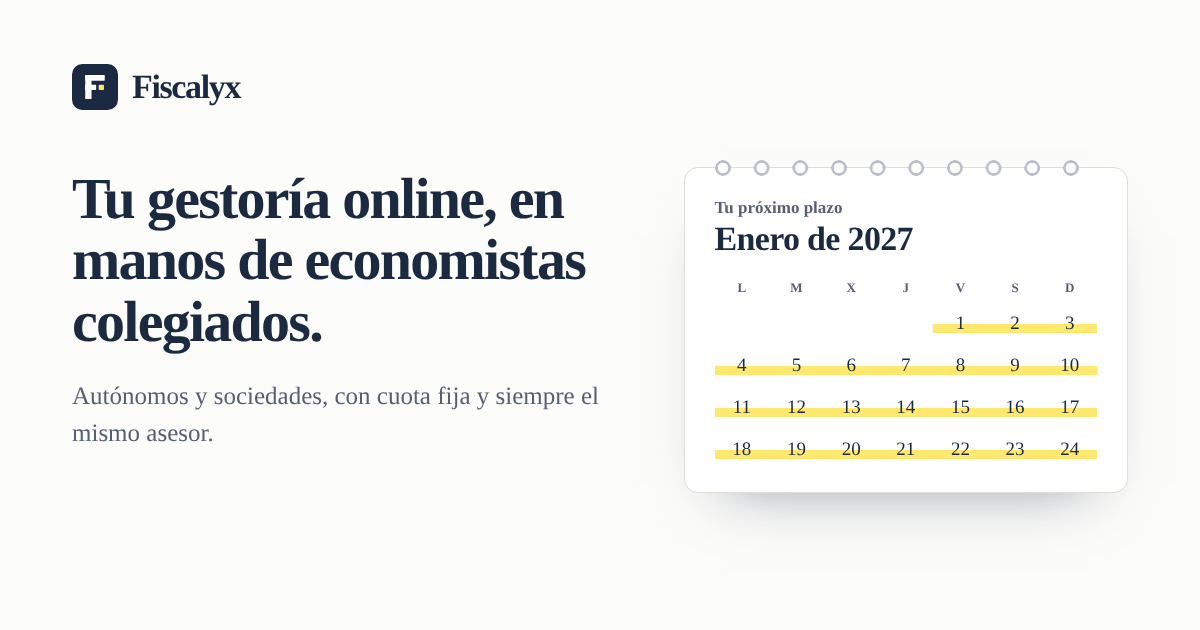 Fiscalyx
Tu gestoría online, en
manos de economistas
colegiados.
Autónomos y sociedades, con cuota fija y siempre el
mismo asesor.
Tu próximo plazo
Enero de 2027
L M X J V S D
1 2 3
4 5 6 7 8 9 10
11 12 13 14 15 16 17
18 19 20 21 22 23 24